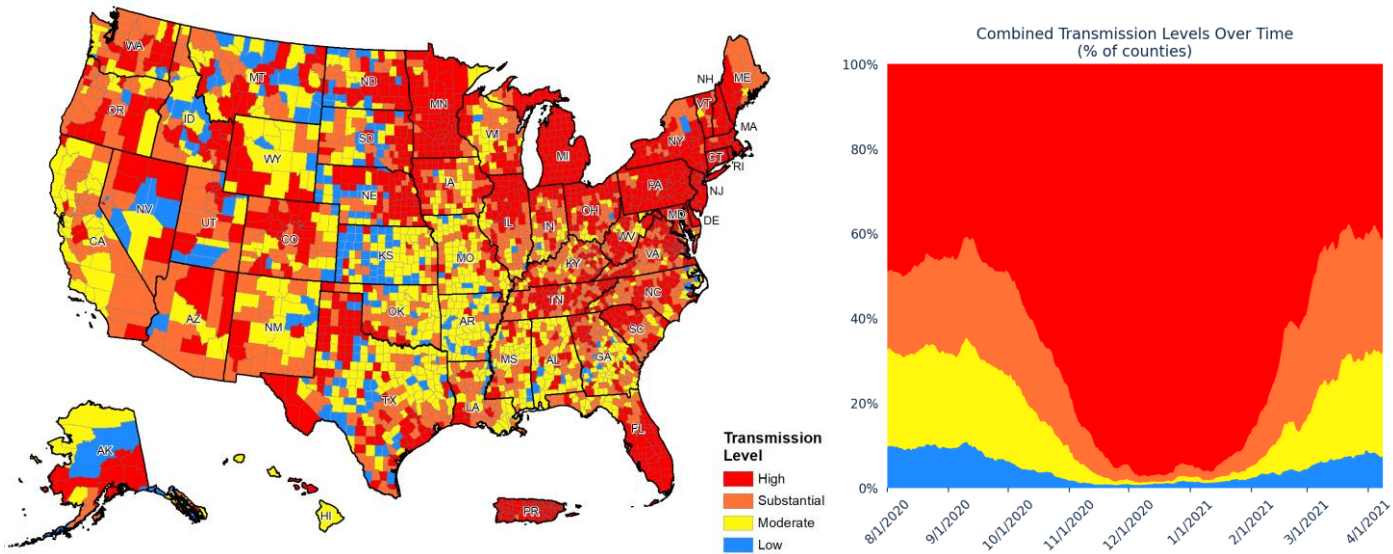 WA
MT
ND
MN
OR
ID
SD
WI
WY
NE
IA
NV
UT
CO
KS
MO
IL
IN
OH
MI
PA
NY
NH
VT
ME
MA
CT
RI
NJ
DE
MD
WV
VA
KY
TN
NC
SC
CA
AZ
NM
OK
AR
TX
LA
MS
AL
GA
FL
AK
HI
PR
Transmission
Level
High
Substantial
Moderate
Low
Combined Transmission Levels Over Time
(% of counties)
100%
80%
60%
40%
20%
0%
8/1/2020
9/1/2020
10/1/2020
11/1/2020
12/1/2020
1/1/2021
2/1/2021
3/1/2021
4/1/2021